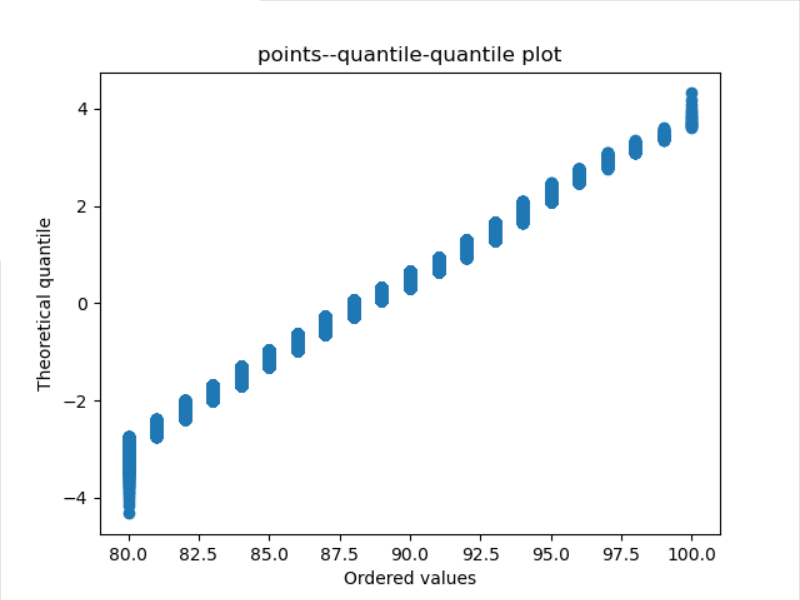 points--quantile-quantile plot
4
2
0
−2
−4
Theoretical quantile
80.0 82.5 85.0 87.5 90.0 92.5 95.0 97.5 100.0
Ordered values